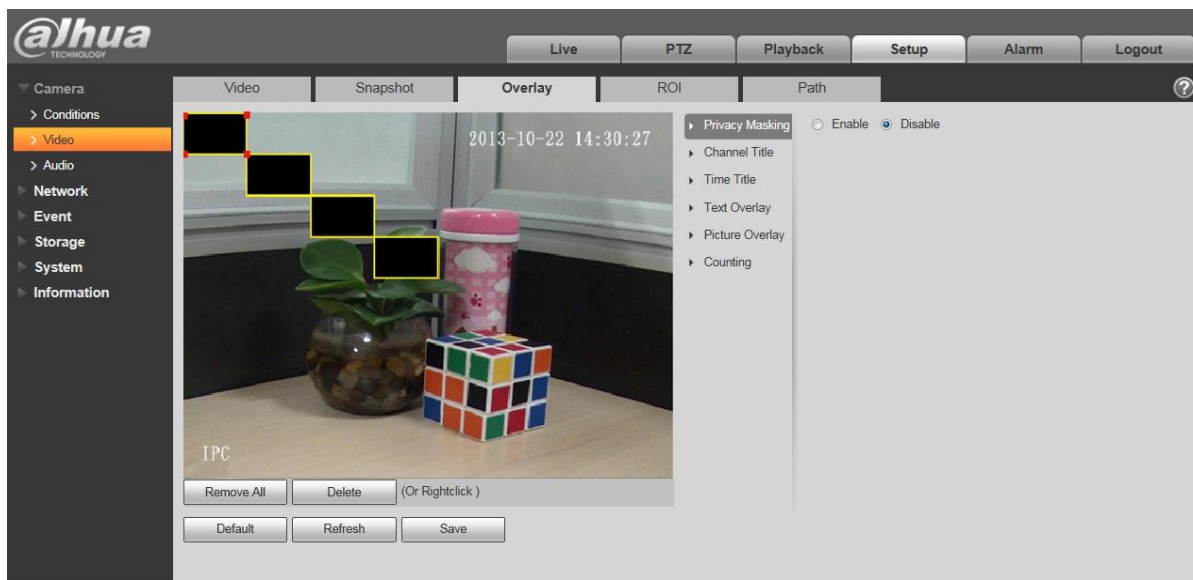 alhua
TECHNOLOGY
Live PTZ Playback Setup Alarm Logout
Camera
Conditions
Video
Audio
Network
Event
Storage
System
Information
Video Snapshot Overlay ROI Path
?
2013-10-22 14:30:27
IPC
Privacy Masking
Channel Title
Time Title
Text Overlay
Picture Overlay
Counting
Enable Disable
Remove All Delete (Or Rightclick )
Default Refresh Save